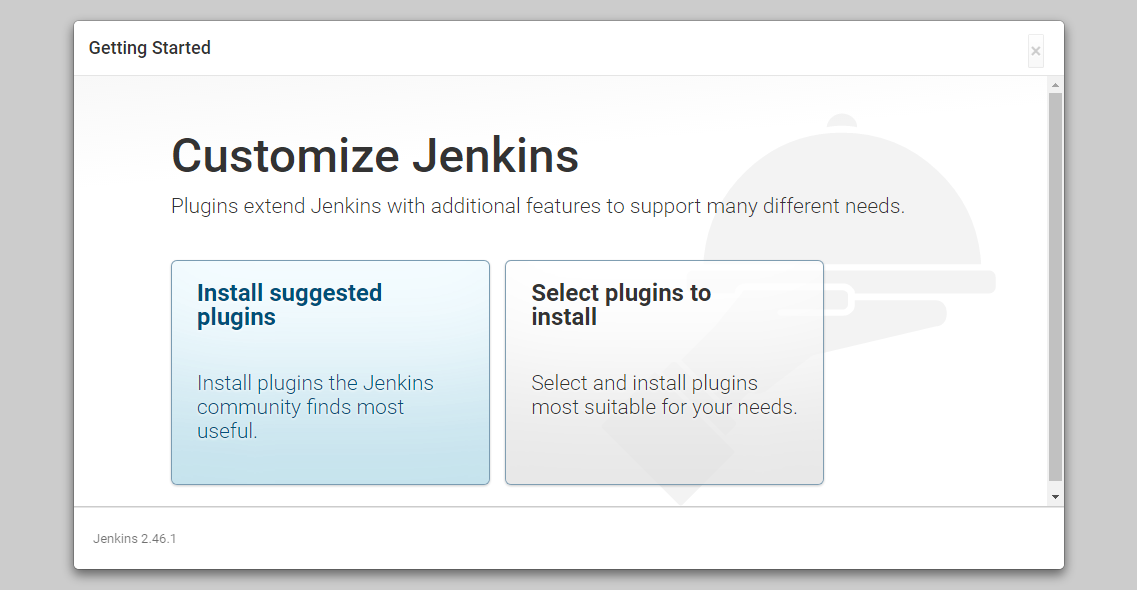 Getting Started
×
Customize Jenkins
Plugins extend Jenkins with additional features to support many different needs.
Install suggested
plugins
Install plugins the Jenkins
community finds most
useful.
Select plugins to
install
Select and install plugins
most suitable for your needs.
Jenkins 2.46.1